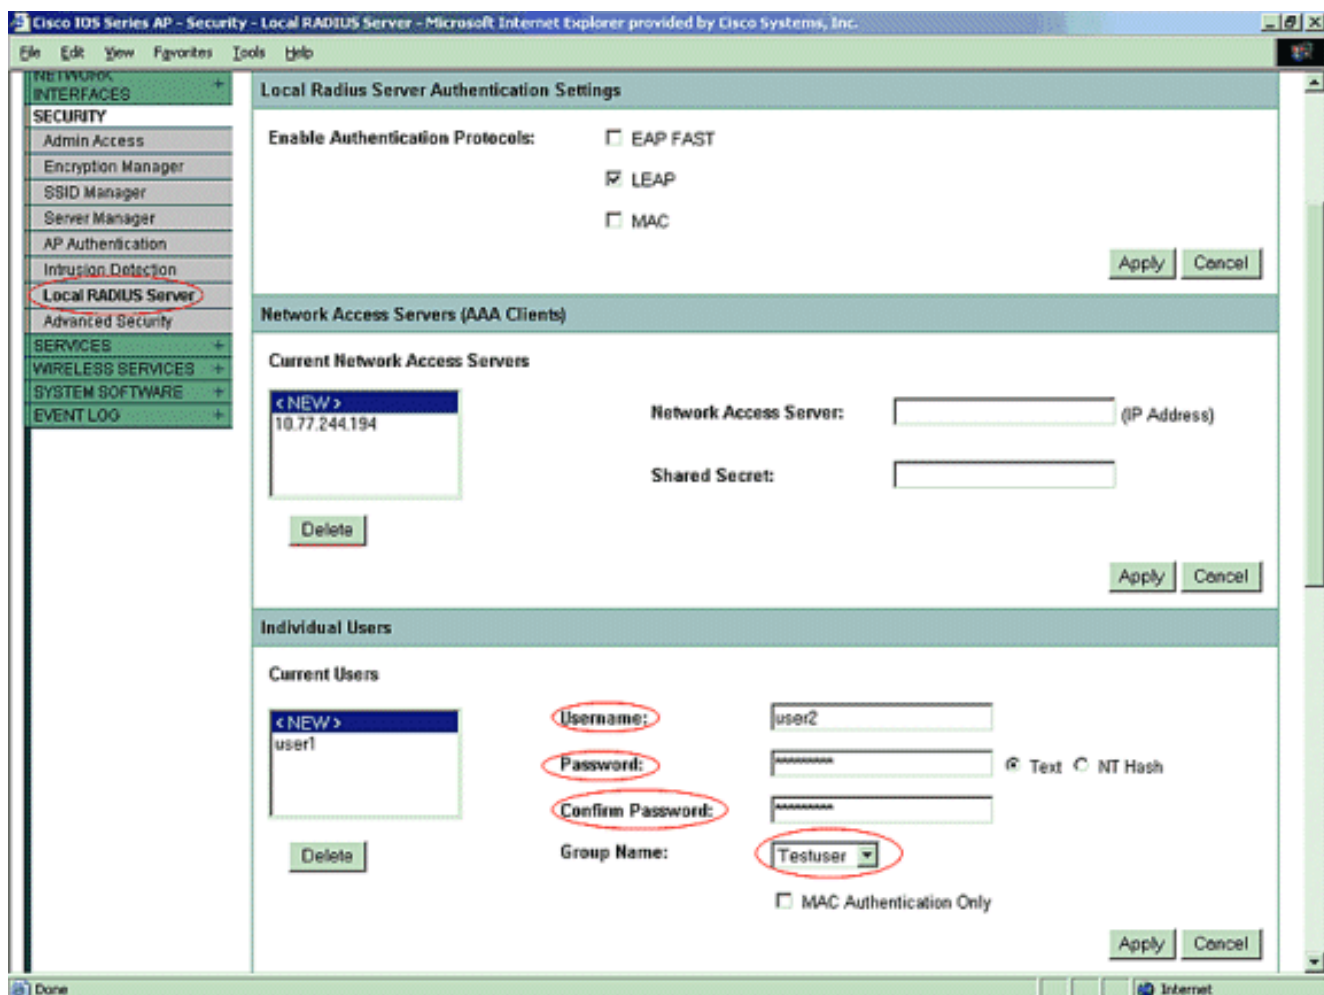 Cisco IOS Series AP - Security - Local RADIUS Server - Microsoft Internet Explorer provided by Cisco Systems, Inc.
File Edit View Favorites Tools Help
NETWORK
INTERFACES +
SECURITY
Admin Access
Encryption Manager
SSID Manager
Server Manager
AP Authentication
Intrusion Detection
Local RADIUS Server
Advanced Security
SERVICES +
WIRELESS SERVICES +
SYSTEM SOFTWARE +
EVENT LOG +
Local Radius Server Authentication Settings
Enable Authentication Protocols:
EAP FAST
LEAP
MAC
Apply Cancel
Network Access Servers (AAA Clients)
Current Network Access Servers
< NEW >
10.77.244.194
Delete
Network Access Server: (IP Address)
Shared Secret:
Apply Cancel
Individual Users
Current Users
< NEW >
user1
Delete
Username: user2
Password: ********* Text NT Hash
Confirm Password: *********
Group Name: Testuser
MAC Authentication Only
Apply Cancel
Done Internet